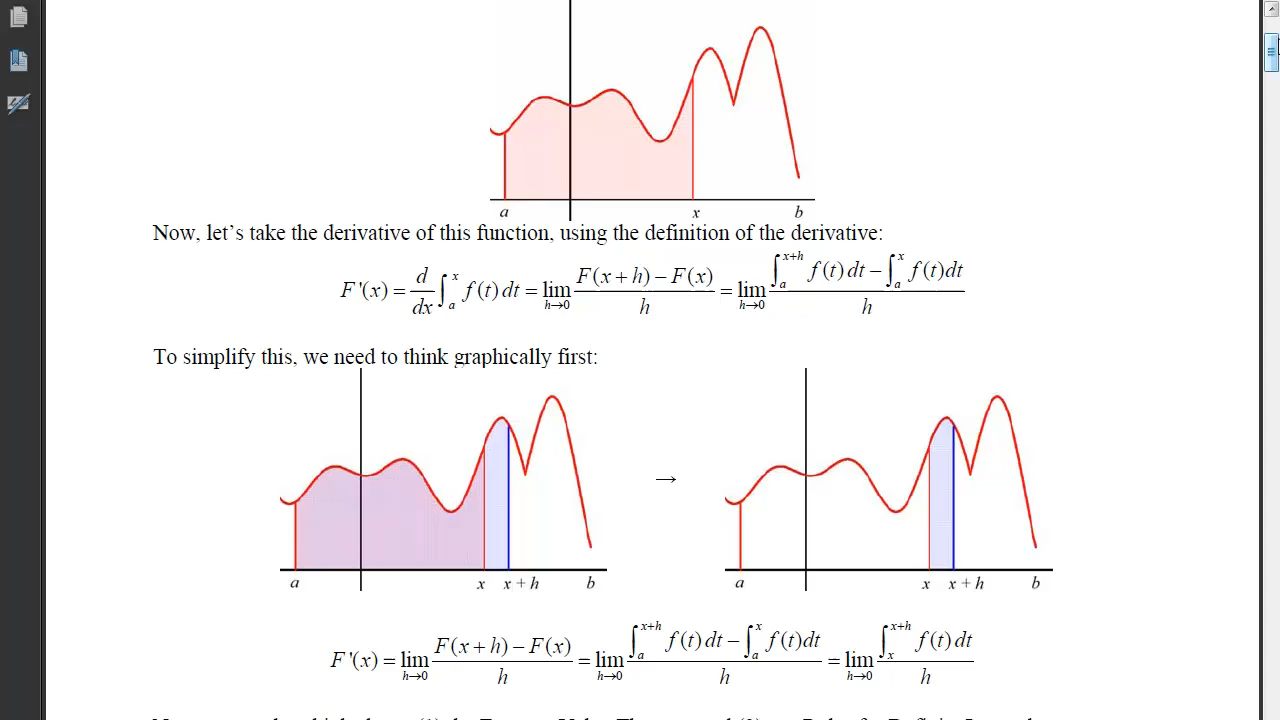 a x b
Now, let's take the derivative of this function, using the definition of the derivative:
F'(x) = d/dx ∫_a^x f(t) dt = lim_{h→0} (F(x + h) − F(x))/h = lim_{h→0} (∫_a^{x+h} f(t) dt − ∫_a^x f(t)dt)/h
To simplify this, we need to think graphically first:
→
a x x + h b a x x + h b
F'(x) = lim_{h→0} (F(x + h) − F(x))/h = lim_{h→0} (∫_a^{x+h} f(t) dt − ∫_a^x f(t)dt)/h = lim_{h→0} (∫_x^{x+h} f(t) dt)/h